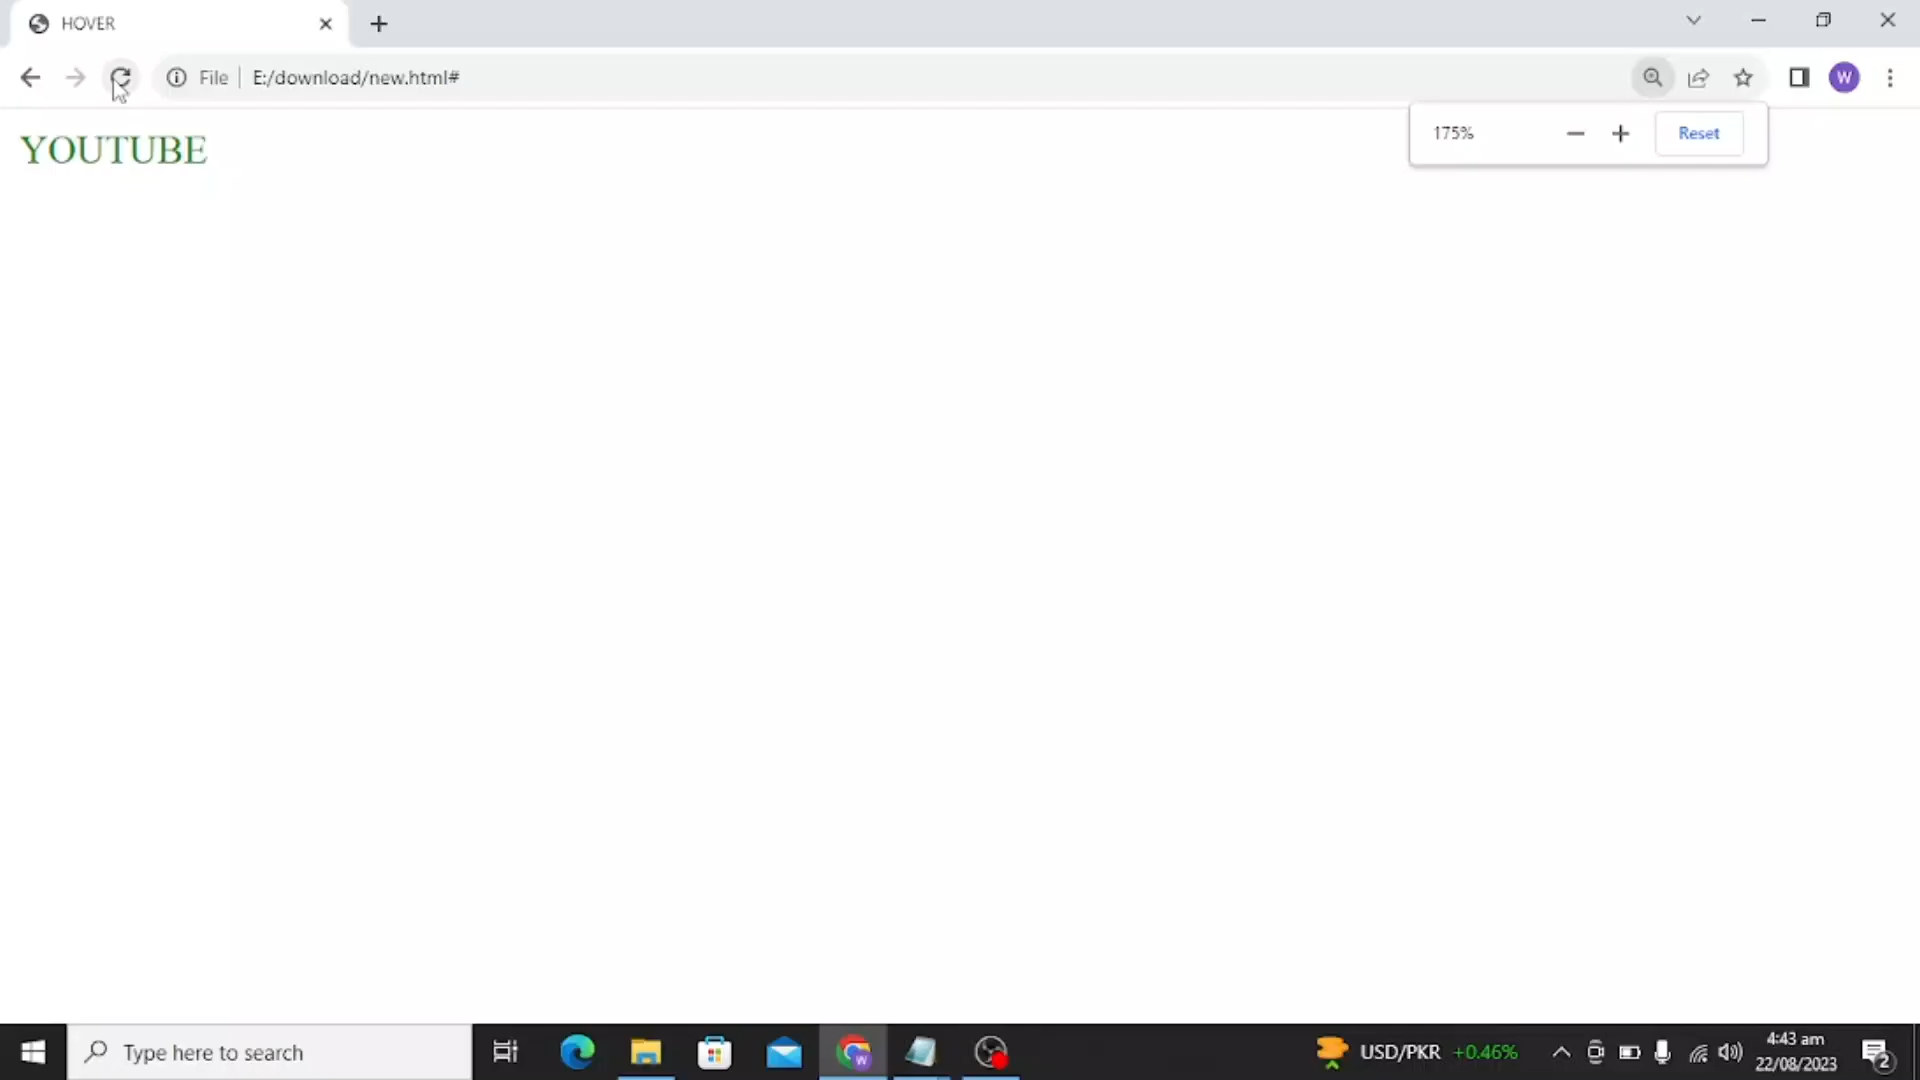 HOVER
File
E:/download/new.html#
W
175%
Reset
YOUTUBE
Type here to search
W
USD/PKR +0.46%
4:43 am
22/08/2023
2